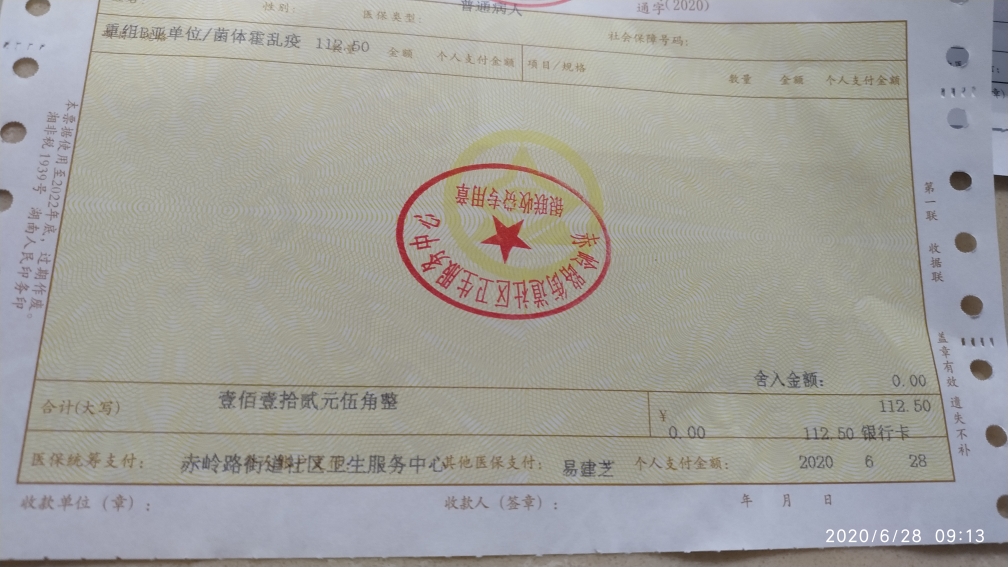 性别：
医保类型：
普通病人
通字(2020)
社会保障号码：
重组B亚单位/菌体霍乱疫 112.50
金额 个人支付金额 项目/规格
数量 金额 个人支付金额
本票据使用至2022年底，过期作废。
湘非税1939号 湖南人民印务印
第一联 收据联
盖章有效 遗失不补
赤岭路街道社区卫生服务中心
银联收费专用章
舍入金额： 0.00
合计(大写) 壹佰壹拾贰元伍角整
¥ 112.50
0.00 112.50 银行卡
医保统筹支付： 赤岭路街道社区卫生服务中心 其他医保支付： 易建芝 个人支付金额： 2020 6 28
收款单位（章）： 收款人（签章）： 年 月 日
2020/6/28 09:13